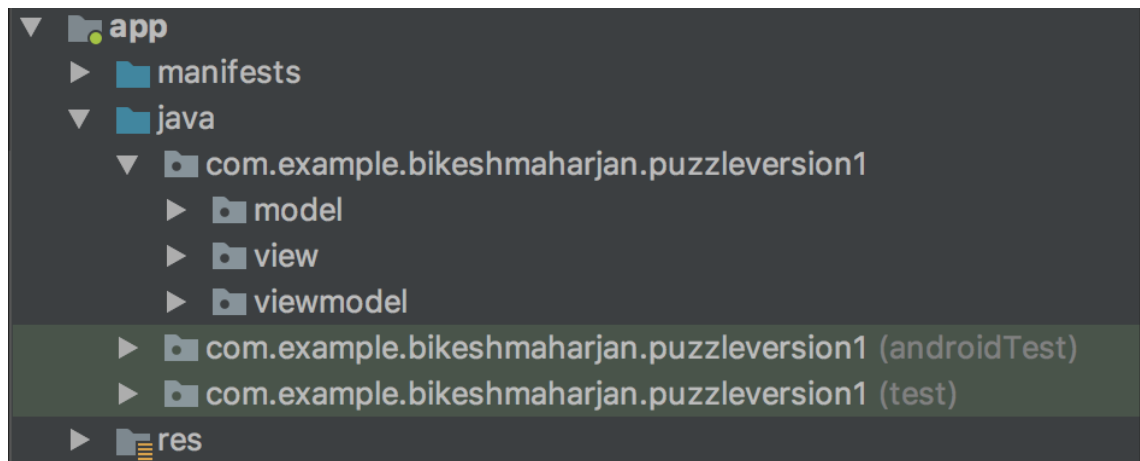 app
manifests
java
com.example.bikeshmaharjan.puzzleversion1
model
view
viewmodel
com.example.bikeshmaharjan.puzzleversion1 (androidTest)
com.example.bikeshmaharjan.puzzleversion1 (test)
res